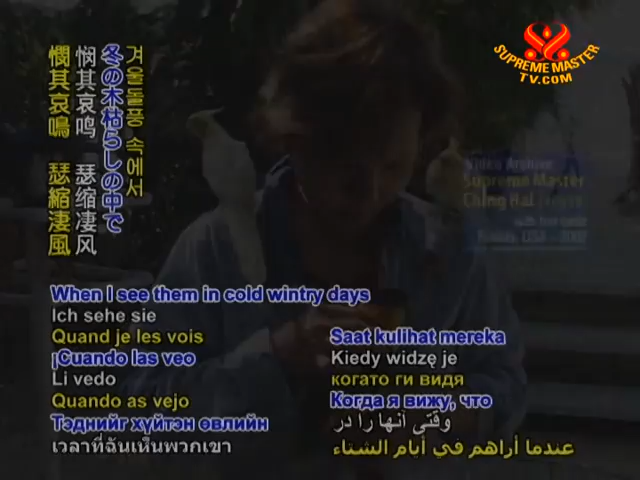 SUPREME MASTER
TV.COM
겨울돌풍 속에서
冬の木枯らしの中で
悯其哀鸣 瑟缩凄风
憫其哀鳴 瑟縮淒風
Video Archive
Supreme Master
Ching Hai
When I see them in cold wintry days
Ich sehe sie
Quand je les vois
¡Cuando las veo
Li vedo
Quando as vejo
Тэднийг хүйтэн өвлийн
เวลาที่ฉันเห็นพวกเขา
Saat kulihat mereka
Kiedy widzę je
когато ги видя
Когда я вижу, что
وقتی آنها را در
عندما أراهم في أيام الشتاء